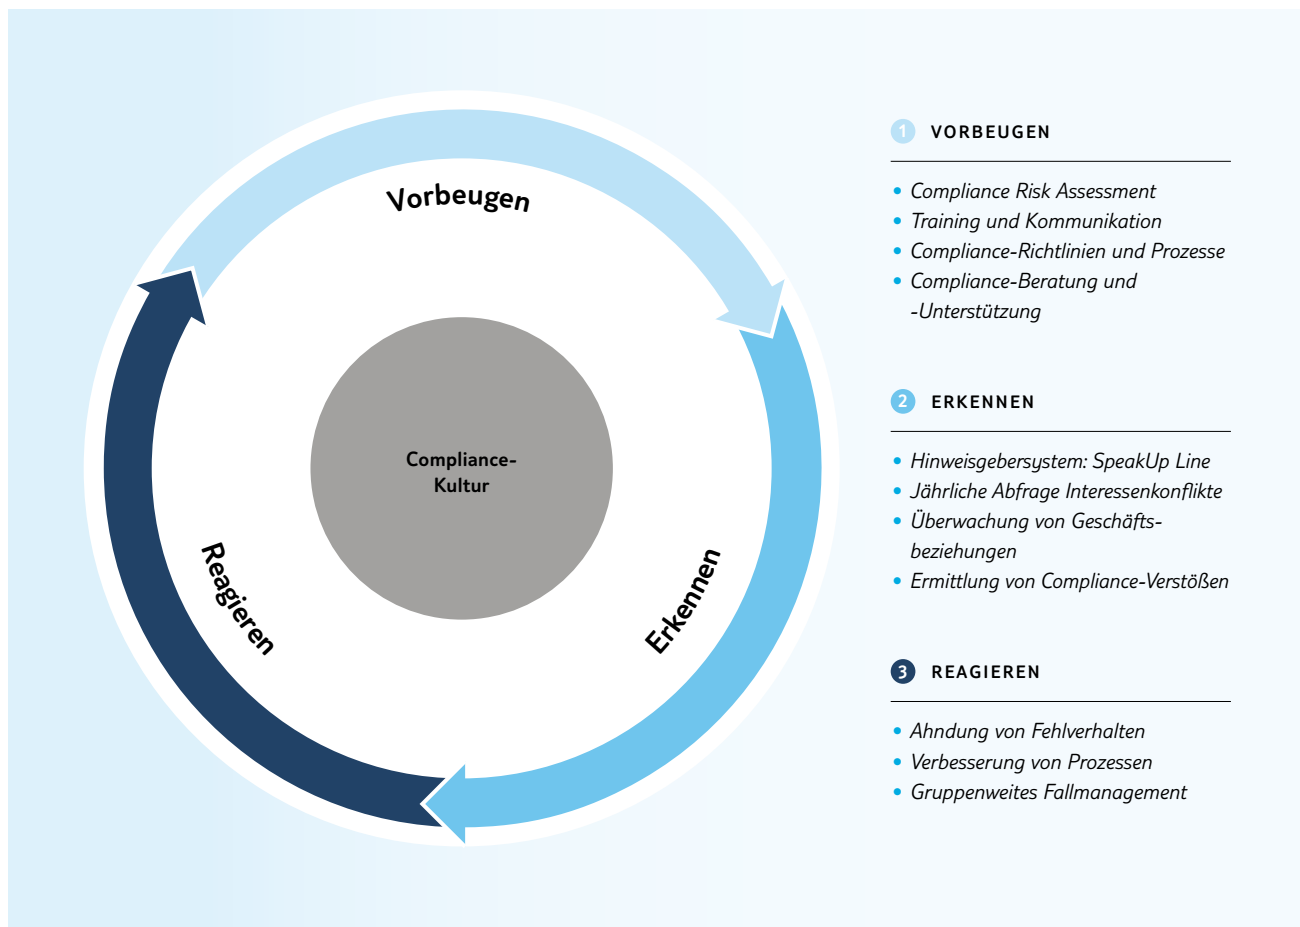 Vorbeugen
Compliance-
Kultur
Reagieren
Erkennen
1 VORBEUGEN
• Compliance Risk Assessment
• Training und Kommunikation
• Compliance-Richtlinien und Prozesse
• Compliance-Beratung und
-Unterstützung
2 ERKENNEN
• Hinweisgebersystem: SpeakUp Line
• Jährliche Abfrage Interessenkonflikte
• Überwachung von Geschäfts-
beziehungen
• Ermittlung von Compliance-Verstößen
3 REAGIEREN
• Ahndung von Fehlverhalten
• Verbesserung von Prozessen
• Gruppenweites Fallmanagement